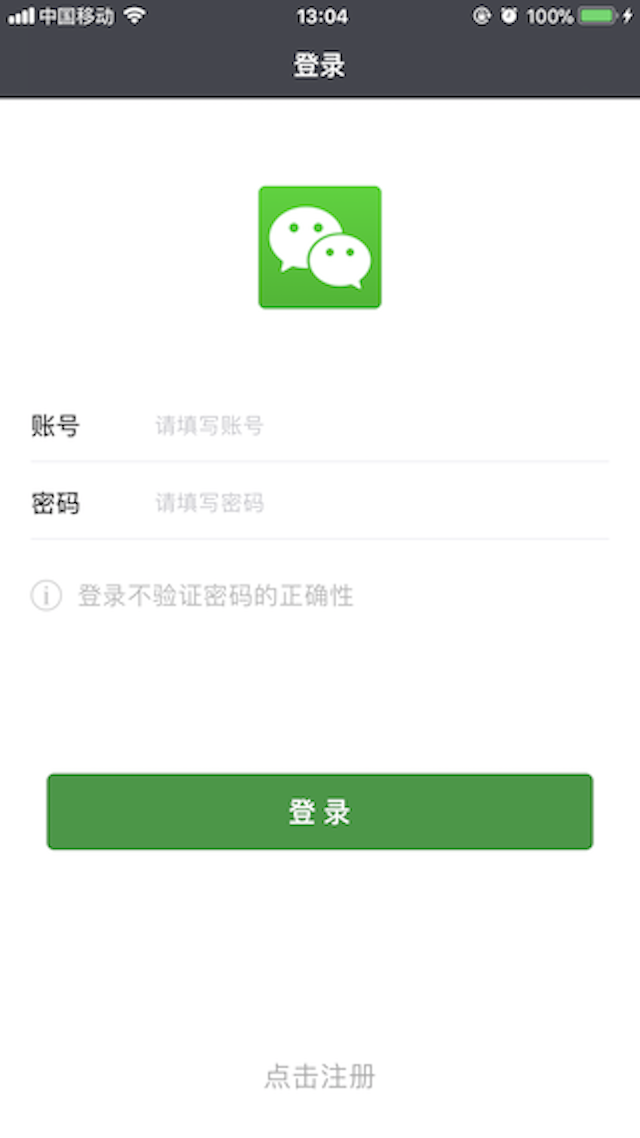 中国移动 13:04 100%
登录
账号 请填写账号
密码 请填写密码
登录不验证密码的正确性
登 录
点击注册